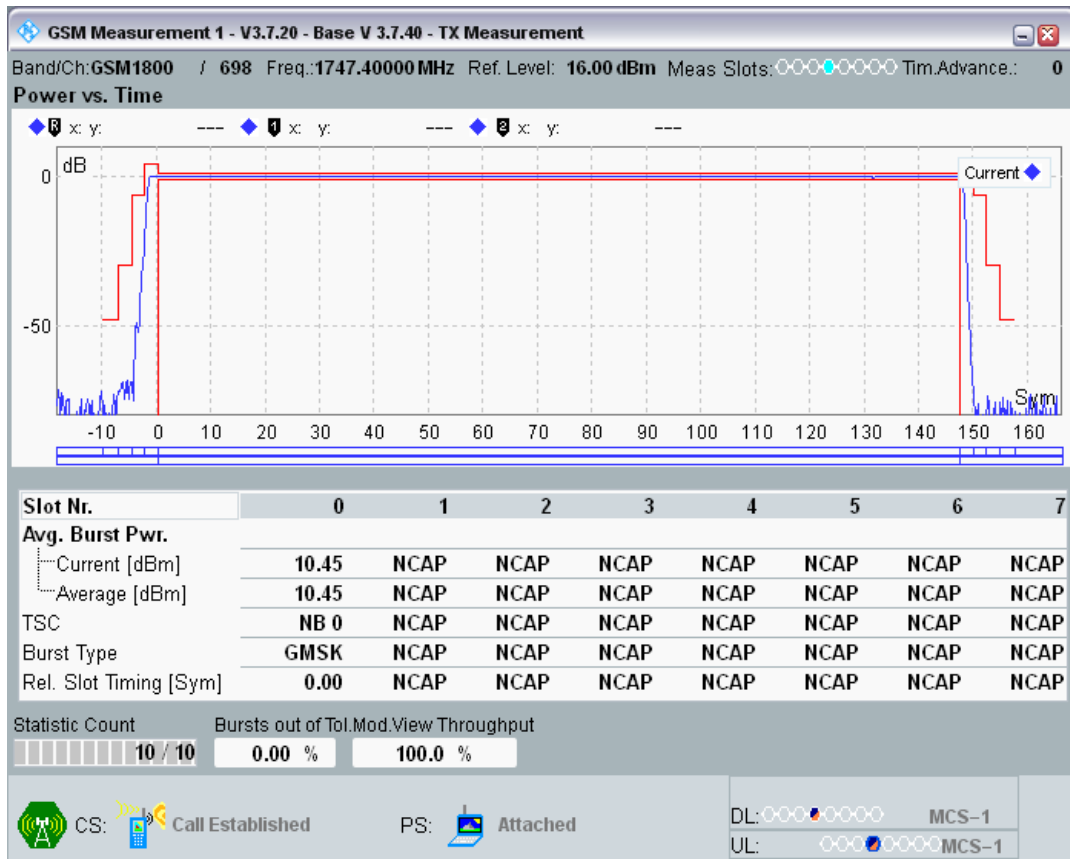 GSM Measurement 1 - V3.7.20 - Base V 3.7.40 - TX Measurement
Band/Ch:GSM1800 / 698 Freq.:1747.40000 MHz Ref. Level: 16.00 dBm Meas Slots: Tim.Advance.: 0
Power vs. Time
R x: y: --- 1 x: y: --- 2 x: y: ---
dB
0
Current
-50
Sym
-10 0 10 20 30 40 50 60 70 80 90 100 110 120 130 140 150 160
Slot Nr. 0 1 2 3 4 5 6 7
Avg. Burst Pwr.
Current [dBm] 10.45 NCAP NCAP NCAP NCAP NCAP NCAP NCAP
Average [dBm] 10.45 NCAP NCAP NCAP NCAP NCAP NCAP NCAP
TSC NB 0 NCAP NCAP NCAP NCAP NCAP NCAP NCAP
Burst Type GMSK NCAP NCAP NCAP NCAP NCAP NCAP NCAP
Rel. Slot Timing [Sym] 0.00 NCAP NCAP NCAP NCAP NCAP NCAP NCAP
Statistic Count Bursts out of Tol.Mod.View Throughput
10 / 10 0.00 % 100.0 %
CS: Call Established PS: Attached
DL: MCS-1
UL: MCS-1